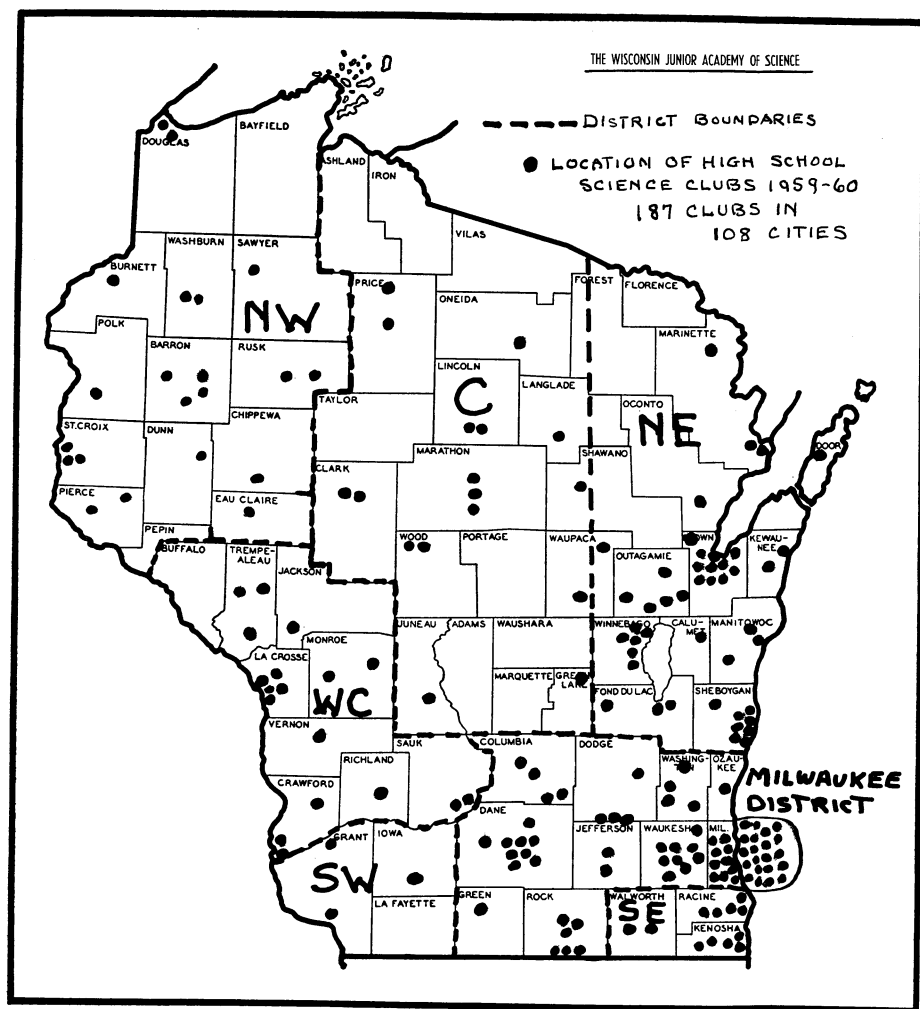 THE WISCONSIN JUNIOR ACADEMY OF SCIENCE
DISTRICT BOUNDARIES
LOCATION OF HIGH SCHOOL
SCIENCE CLUBS 1959-60
187 CLUBS IN
108 CITIES
DOUGLAS
BAYFIELD
ASHLAND
IRON
VILAS
BURNETT
WASHBURN
SAWYER
PRICE
ONEIDA
FOREST
FLORENCE
MARINETTE
NW
POLK
BARRON
RUSK
LINCOLN
LANGLADE
C
TAYLOR
OCONTO
NE
CHIPPEWA
ST. CROIX
DUNN
MARATHON
SHAWANO
DOOR
CLARK
PIERCE
EAU CLAIRE
PEPIN
BUFFALO
TREMPE-
ALEAU
JACKSON
WOOD
PORTAGE
WAUPACA
OUTAGAMIE
BROWN
KEWAU-
NEE
MONROE
JUNEAU
ADAMS
WAUSHARA
WINNEBAGO
CALU-
MET
MANITOWOC
LA CROSSE
WC
MARQUETTE
GREEN
LAKE
FOND DU LAC
SHEBOYGAN
VERNON
SAUK
COLUMBIA
DODGE
WASHING-
TON
OZAU-
KEE
RICHLAND
CRAWFORD
MILWAUKEE
DISTRICT
DANE
JEFFERSON
WAUKESHA
MIL.
GRANT
IOWA
SW
LA FAYETTE
GREEN
ROCK
WALWORTH
SE
RACINE
KENOSHA